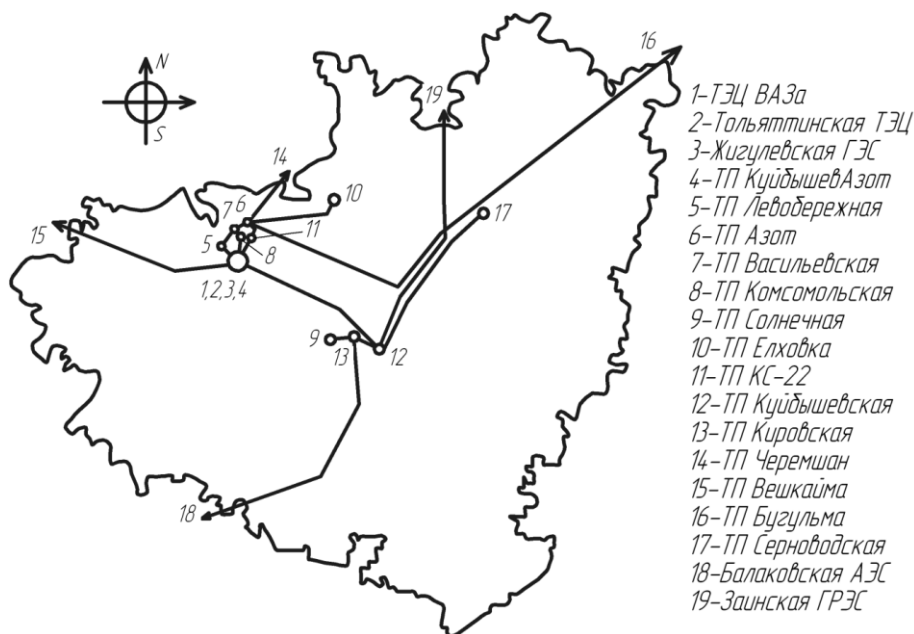 N
S
16
19
14
10
6
7
17
15
5
11
8
1,2,3,4
9
13
12
18
1-ТЭЦ ВАЗа
2-Тольяттинская ТЭЦ
3-Жигулевская ГЭС
4-ТП КуйбышевАзот
5-ТП Левобережная
6-ТП Азот
7-ТП Васильевская
8-ТП Комсомольская
9-ТП Солнечная
10-ТП Елховка
11-ТП КС-22
12-ТП Куйбышевская
13-ТП Кировская
14-ТП Черемшан
15-ТП Вешкайма
16-ТП Бугульма
17-ТП Серноводская
18-Балаковская АЭС
19-Заинская ГРЭС